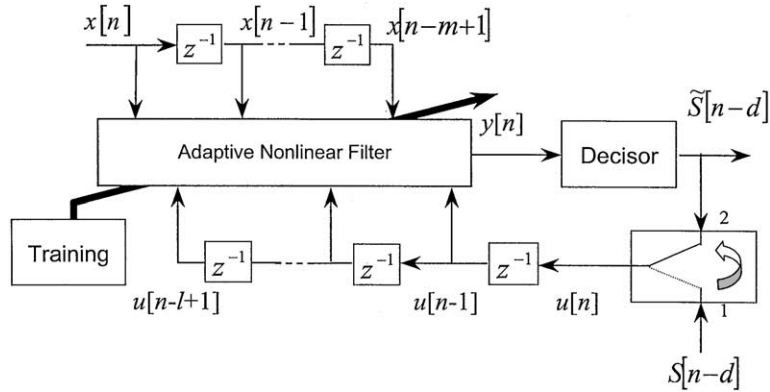 x[n]
z⁻¹
x[n-1]
z⁻¹
x[n-m+1]
Adaptive Nonlinear Filter
y[n]
Decisor
S̃[n-d]
Training
z⁻¹
z⁻¹
z⁻¹
2
1
u[n-l+1]
u[n-1]
u[n]
S[n-d]